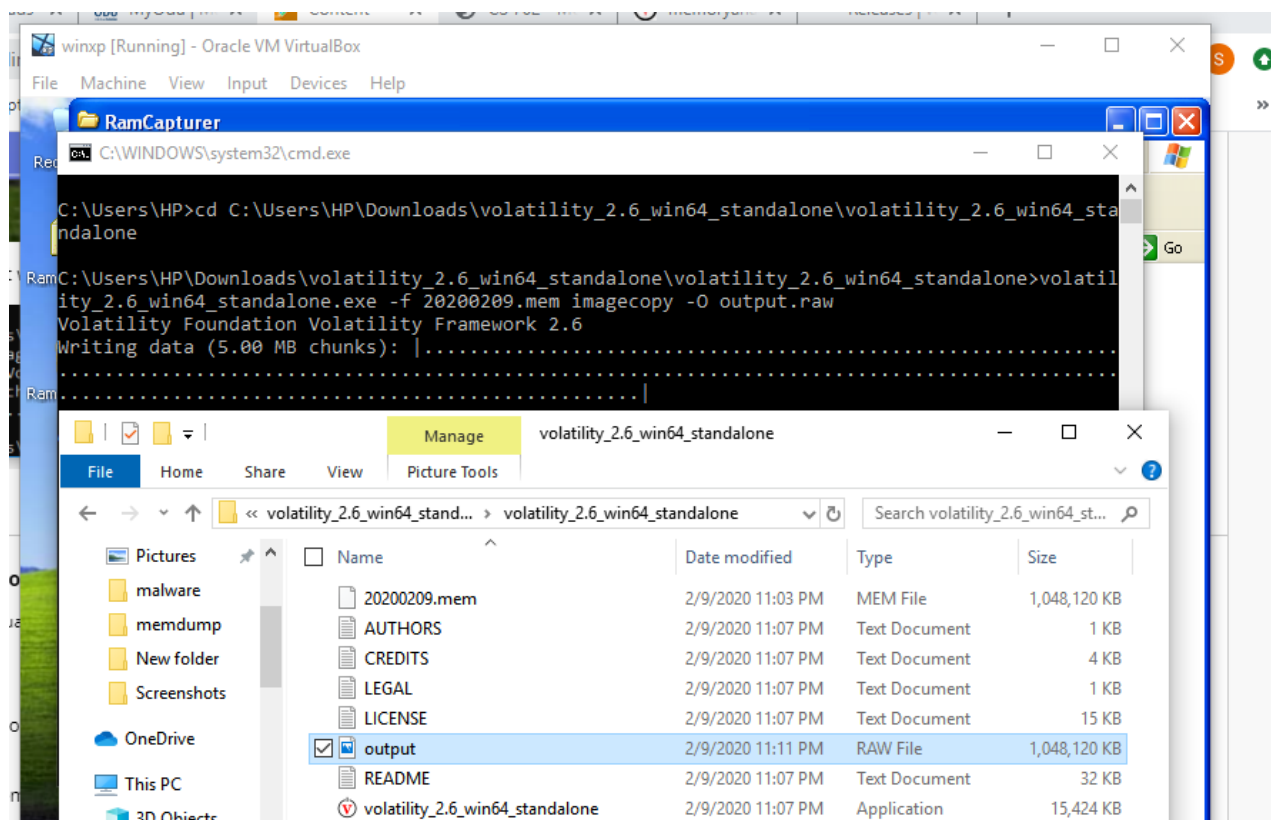 winxp [Running] - Oracle VM VirtualBox
S
File Machine View Input Devices Help
RamCapturer
C:\WINDOWS\system32\cmd.exe
C:\Users\HP>cd C:\Users\HP\Downloads\volatility_2.6_win64_standalone\volatility_2.6_win64_sta
ndalone
Go
C:\Users\HP\Downloads\volatility_2.6_win64_standalone\volatility_2.6_win64_standalone>volatil
ity_2.6_win64_standalone.exe -f 20200209.mem imagecopy -O output.raw
Volatility Foundation Volatility Framework 2.6
Writing data (5.00 MB chunks): |.............................................................
.............................................................................................
...................................................|
Manage volatility_2.6_win64_standalone
File Home Share View Picture Tools
« volatility_2.6_win64_stand... › volatility_2.6_win64_standalone Search volatility_2.6_win64_st...
Pictures Name Date modified Type Size
malware 20200209.mem 2/9/2020 11:03 PM MEM File 1,048,120 KB
memdump AUTHORS 2/9/2020 11:07 PM Text Document 1 KB
New folder CREDITS 2/9/2020 11:07 PM Text Document 4 KB
Screenshots LEGAL 2/9/2020 11:07 PM Text Document 1 KB
LICENSE 2/9/2020 11:07 PM Text Document 15 KB
OneDrive output 2/9/2020 11:11 PM RAW File 1,048,120 KB
This PC README 2/9/2020 11:07 PM Text Document 32 KB
3D Objects volatility_2.6_win64_standalone 2/9/2020 11:07 PM Application 15,424 KB